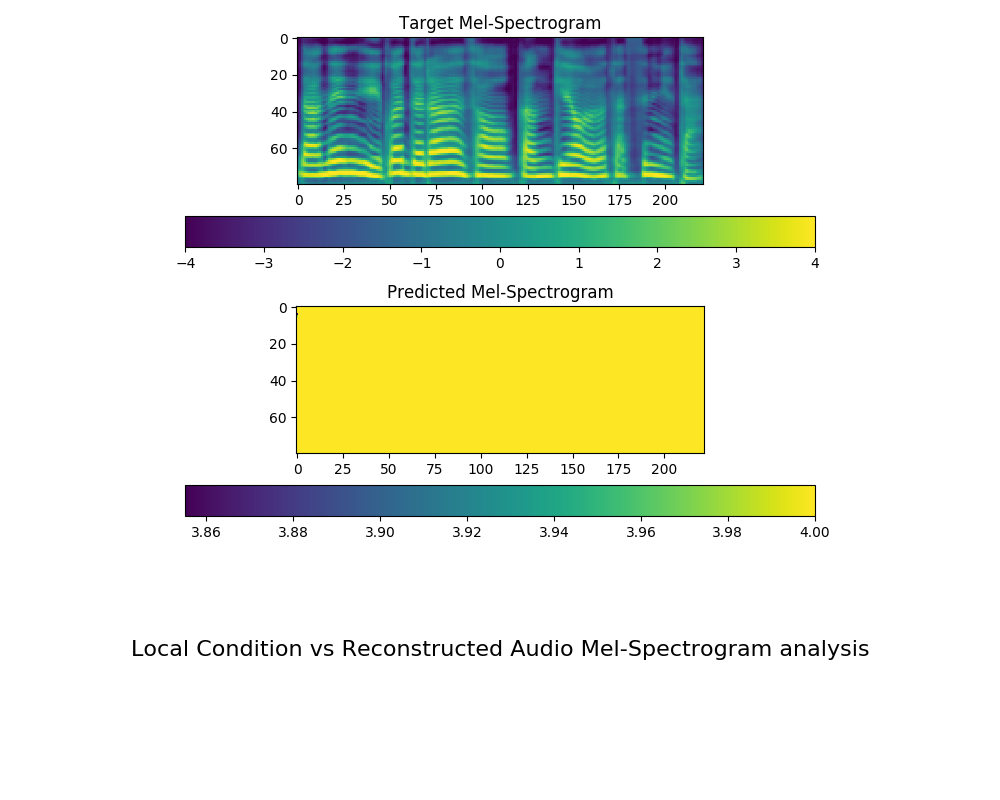 Target Mel-Spectrogram
0
20
40
60
0 25 50 75 100 125 150 175 200
−4 −3 −2 −1 0 1 2 3 4
Predicted Mel-Spectrogram
0
20
40
60
0 25 50 75 100 125 150 175 200
3.86 3.88 3.90 3.92 3.94 3.96 3.98 4.00
Local Condition vs Reconstructed Audio Mel-Spectrogram analysis